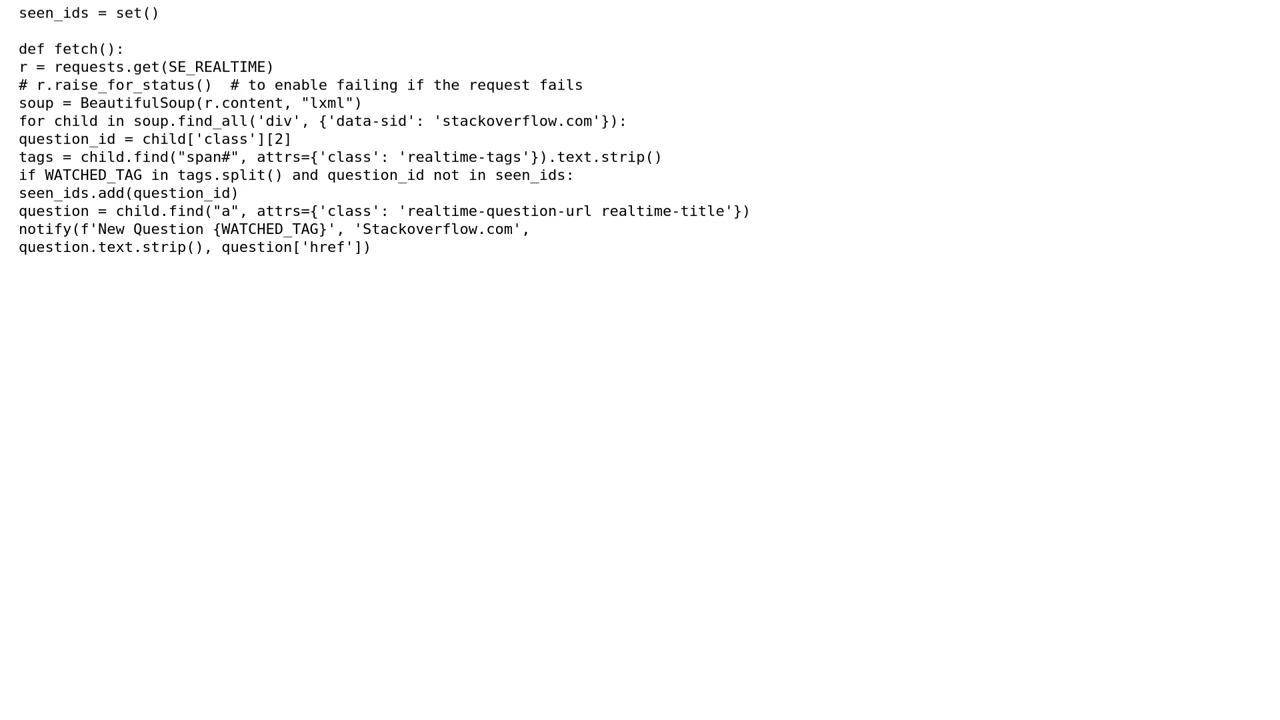 seen_ids = set()

def fetch():
r = requests.get(SE_REALTIME)
# r.raise_for_status()  # to enable failing if the request fails
soup = BeautifulSoup(r.content, "lxml")
for child in soup.find_all('div', {'data-sid': 'stackoverflow.com'}):
question_id = child['class'][2]
tags = child.find("span#", attrs={'class': 'realtime-tags'}).text.strip()
if WATCHED_TAG in tags.split() and question_id not in seen_ids:
seen_ids.add(question_id)
question = child.find("a", attrs={'class': 'realtime-question-url realtime-title'})
notify(f'New Question {WATCHED_TAG}', 'Stackoverflow.com',
question.text.strip(), question['href'])